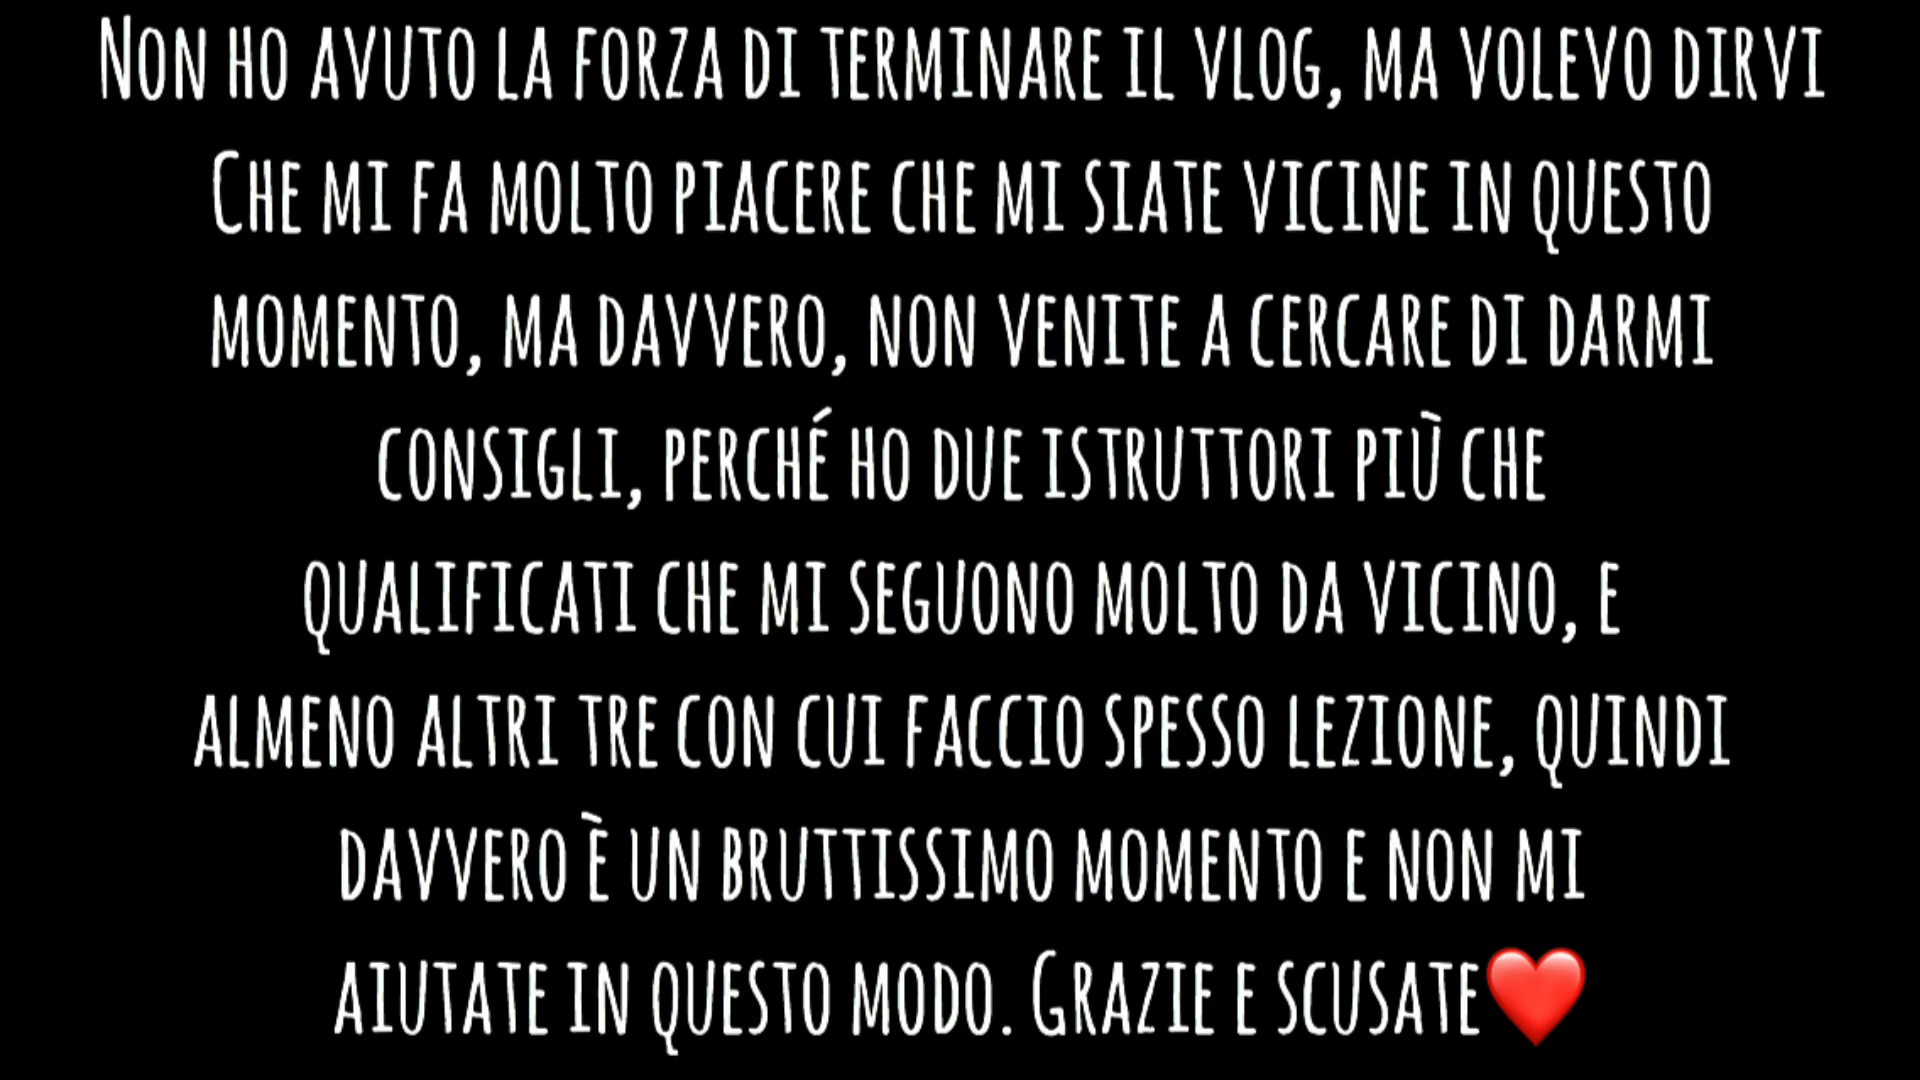 Non ho avuto la forza di terminare il vlog, ma volevo dirvi
Che mi fa molto piacere che mi siate vicine in questo
momento, ma davvero, non venite a cercare di darmi
consigli, perché ho due istruttori più che
qualificati che mi seguono molto da vicino, e
almeno altri tre con cui faccio spesso lezione, quindi
davvero è un bruttissimo momento e non mi
aiutate in questo modo. Grazie e scusate❤️